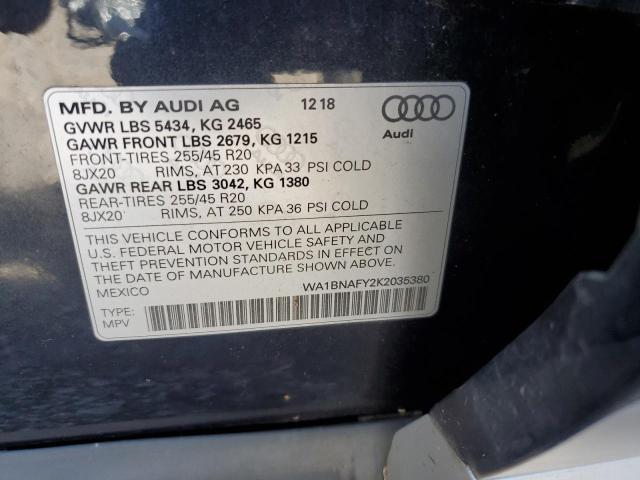 MFD. BY AUDI AG 12 18
GVWR LBS 5434, KG 2465
GAWR FRONT LBS 2679, KG 1215
FRONT-TIRES 255/45 R20
8JX20 RIMS, AT 230 KPA 33 PSI COLD
GAWR REAR LBS 3042, KG 1380
REAR-TIRES 255/45 R20
8JX20 RIMS, AT 250 KPA 36 PSI COLD
Audi
THIS VEHICLE CONFORMS TO ALL APPLICABLE
U.S. FEDERAL MOTOR VEHICLE SAFETY AND
THEFT PREVENTION STANDARDS IN EFFECT ON
THE DATE OF MANUFACTURE SHOWN ABOVE.
MEXICO WA1BNAFY2K2035380
TYPE:
MPV